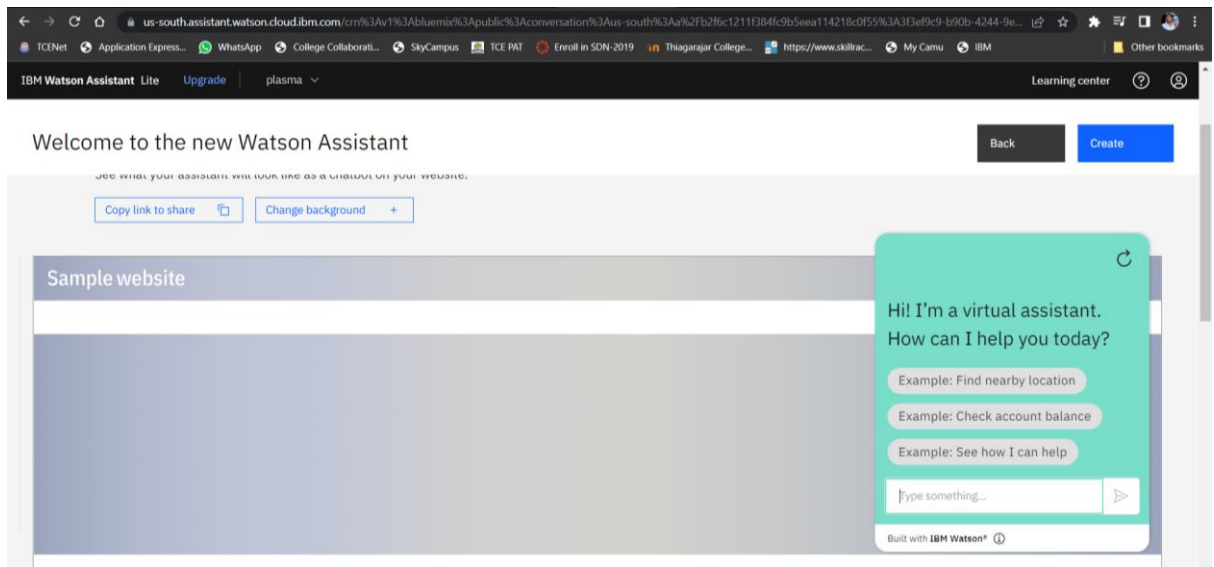 us-south.assistant.watson.cloud.ibm.com/crn%3Av1%3Abluemix%3Apublic%3Aconversation%3Aus-south%3Aa%2Fb2f6c1211f384fc9b5eea114218c0f55%3A3f3ef9c9-b90b-4244-9e...
TCENet Application Express... WhatsApp College Collaborati... SkyCampus TCE PAT Enroll in SDN-2019 Thiagarajar College... https://www.skillrac... My Camu IBM Other bookmarks
IBM Watson Assistant Lite Upgrade plasma Learning center
Welcome to the new Watson Assistant Back Create
See what your assistant will look like as a chatbot on your website.
Copy link to share Change background +
Sample website
Hi! I'm a virtual assistant.
How can I help you today?
Example: Find nearby location
Example: Check account balance
Example: See how I can help
Type something...
Built with IBM Watson®